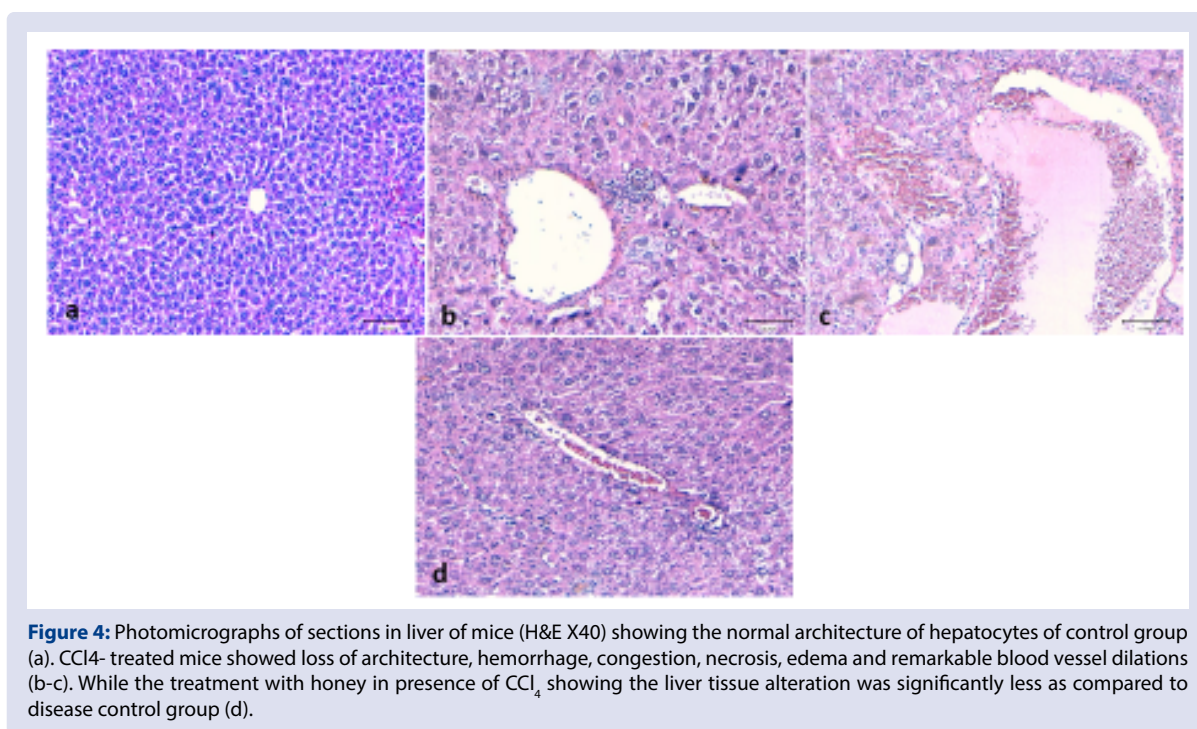 a
b
c
d
Figure 4: Photomicrographs of sections in liver of mice (H&E X40) showing the normal architecture of hepatocytes of control group
(a). CCl4- treated mice showed loss of architecture, hemorrhage, congestion, necrosis, edema and remarkable blood vessel dilations
(b-c). While the treatment with honey in presence of CCl₄ showing the liver tissue alteration was significantly less as compared to
disease control group (d).